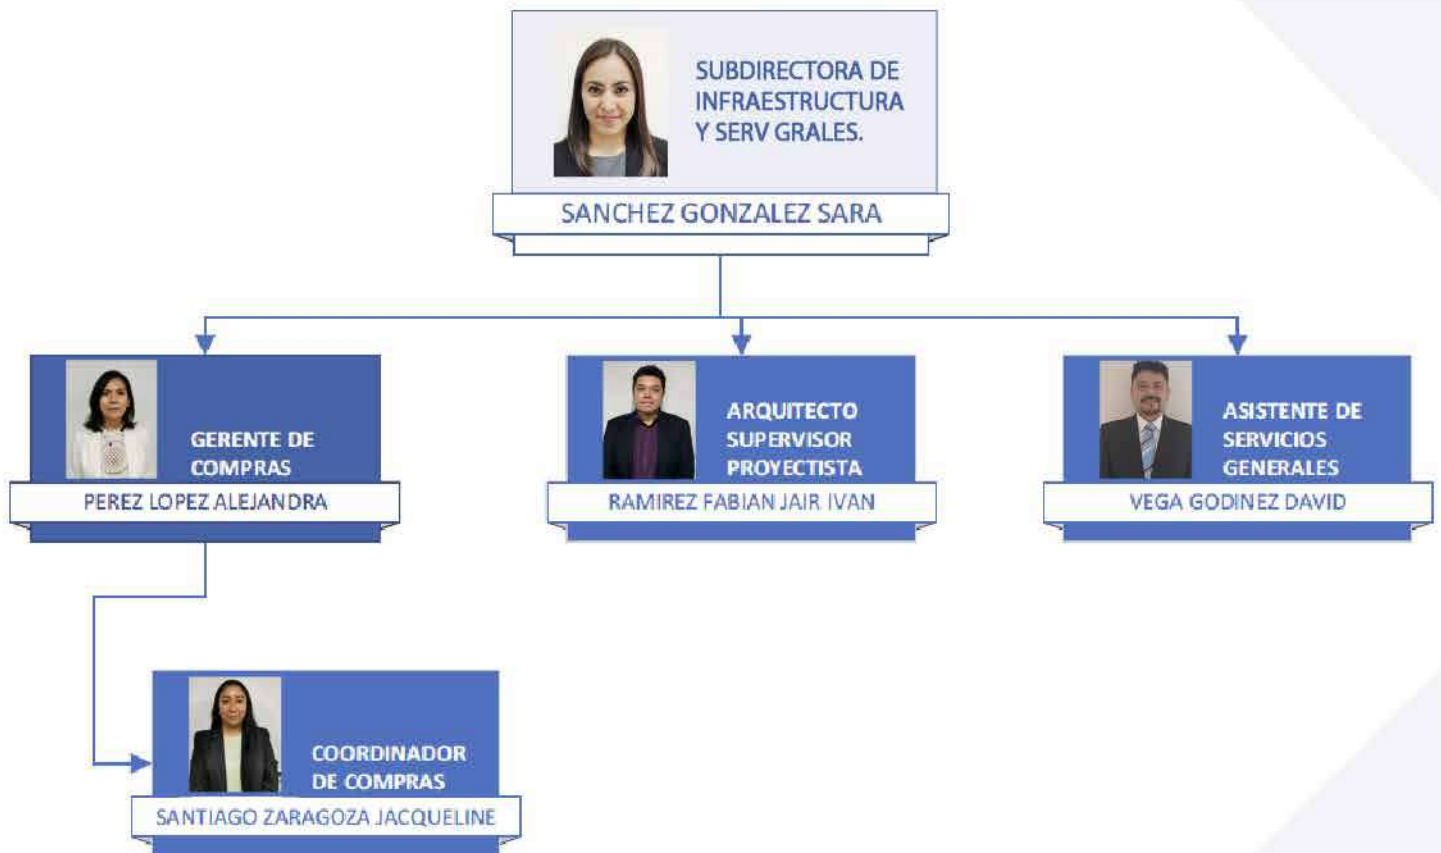 SUBDIRECTORA DE
INFRAESTRUCTURA
Y SERV GRALES.
SANCHEZ GONZALEZ SARA
GERENTE DE
COMPRAS
PEREZ LOPEZ ALEJANDRA
ARQUITECTO
SUPERVISOR
PROYECTISTA
RAMIREZ FABIAN JAIR IVAN
ASISTENTE DE
SERVICIOS
GENERALES
VEGA GODINEZ DAVID
COORDINADOR
DE COMPRAS
SANTIAGO ZARAGOZA JACQUELINE